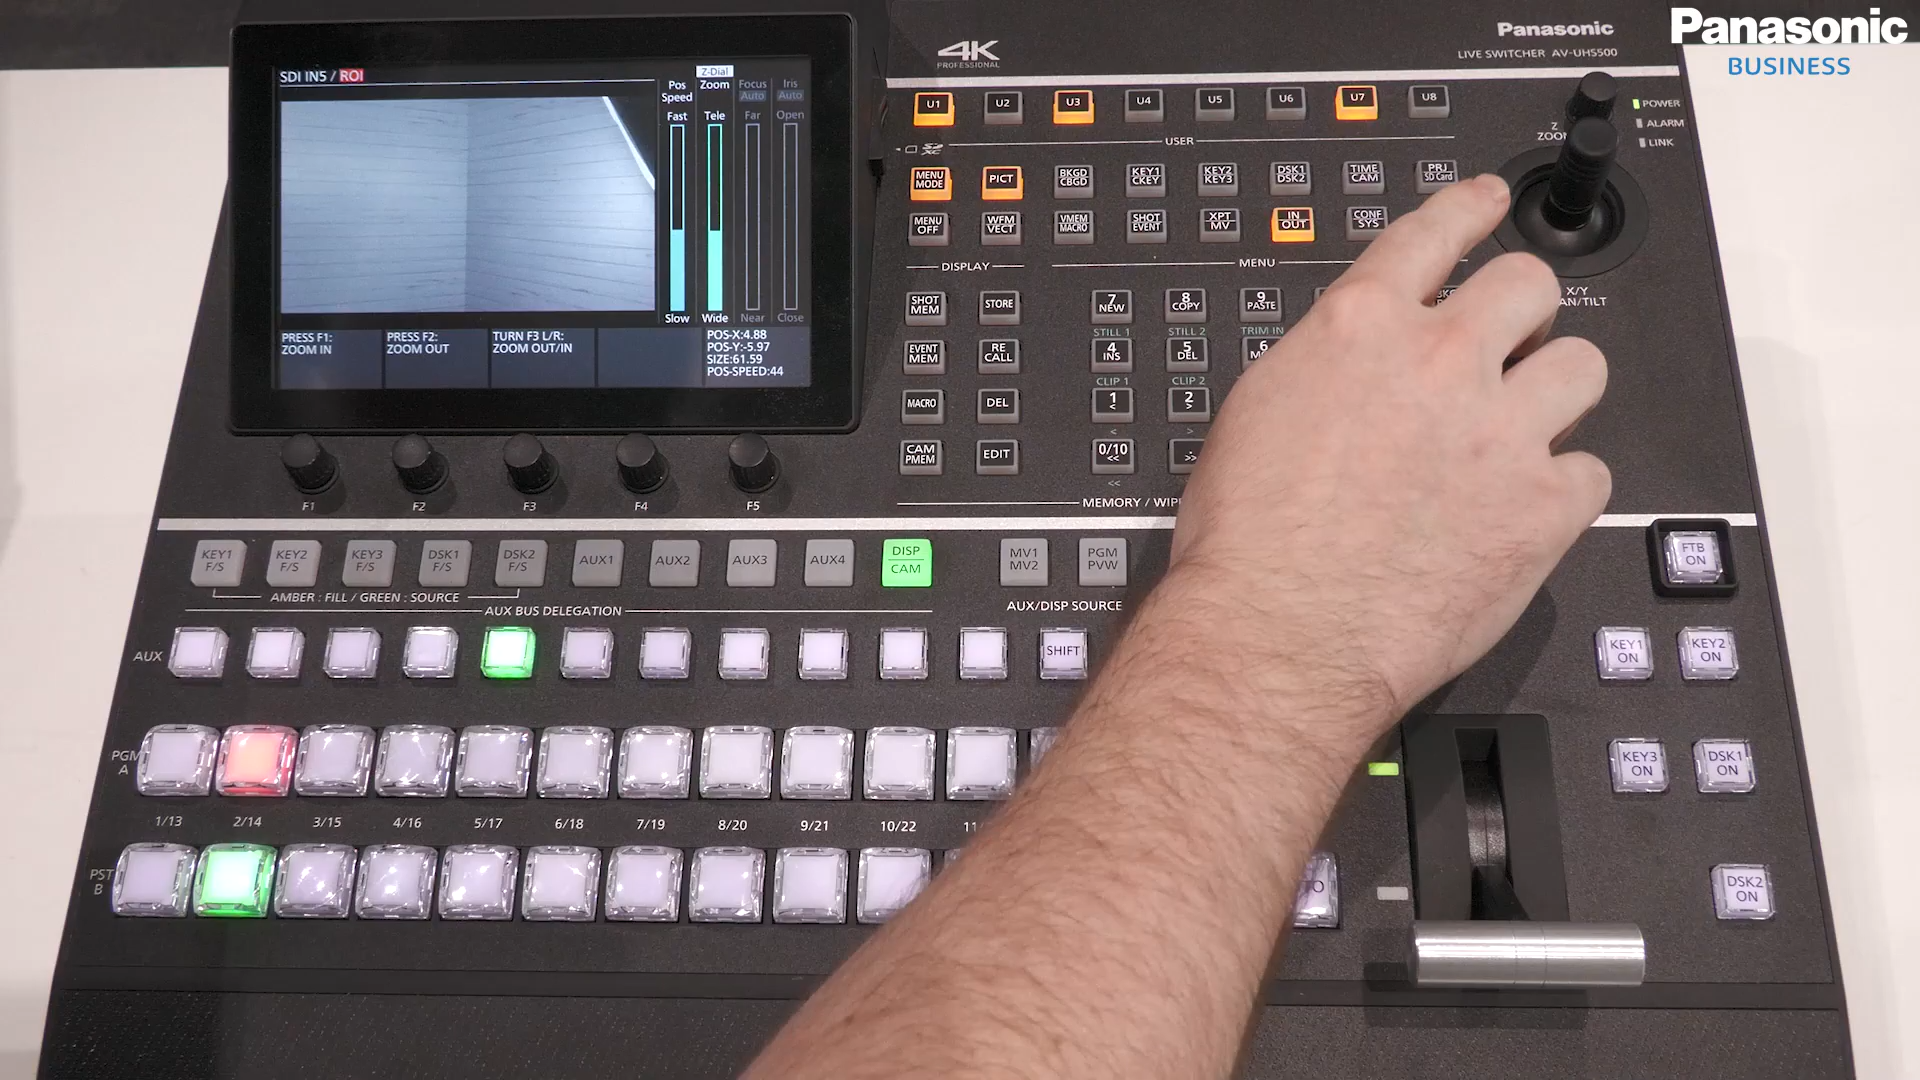 Panasonic
BUSINESS
Panasonic
LIVE SWITCHER AV-UHS500
4K
PROFESSIONAL
SDI IN5 / ROI
Pos
Speed
Z-Dial
Zoom
Focus
Auto
Iris
Auto
Fast
Tele
Far
Open
Slow
Wide
Near
Close
PRESS F1:
ZOOM IN
PRESS F2:
ZOOM OUT
TURN F3 L/R:
ZOOM OUT/IN
POS-X:4.88
POS-Y:-5.97
SIZE:61.59
POS-SPEED:44
F1 F2 F3 F4 F5
U1 U2 U3 U4 U5 U6 U7 U8
USER
POWER
ALARM
LINK
Z
MENU
MODE
PICT
BKGD
CBGD
KEY1
CKEY
KEY2
KEY3
DSK1
DSK2
TIME
CAM
PRJ
SD Card
MENU
OFF
WFM
VECT
VMEM
MACRO
SHOT
EVENT
XPT
MV
IN
OUT
CONF
SYS
DISPLAY
MENU
X/Y
SHOT
MEM
STORE
7
NEW
8
COPY
9
PASTE
STILL 1
STILL 2
TRIM IN
EVENT
MEM
RE
CALL
4
INS
5
DEL
6
CLIP 1
CLIP 2
MACRO
DEL
1
<
2
>
<
>
CAM
PMEM
EDIT
0/10
<<
.
>>
<<
MEMORY /
KEY1
F/S
KEY2
F/S
KEY3
F/S
DSK1
F/S
DSK2
F/S
AUX1
AUX2
AUX3
AUX4
DISP
CAM
MV1
MV2
PGM
PVW
AMBER : FILL / GREEN : SOURCE
AUX BUS DELEGATION
AUX/DISP SOURCE
FTB
ON
AUX
SHIFT
KEY1
ON
KEY2
ON
PGM
A
KEY3
ON
DSK1
ON
1/13 2/14 3/15 4/16 5/17 6/18 7/19 8/20 9/21 10/22
PST
B
DSK2
ON